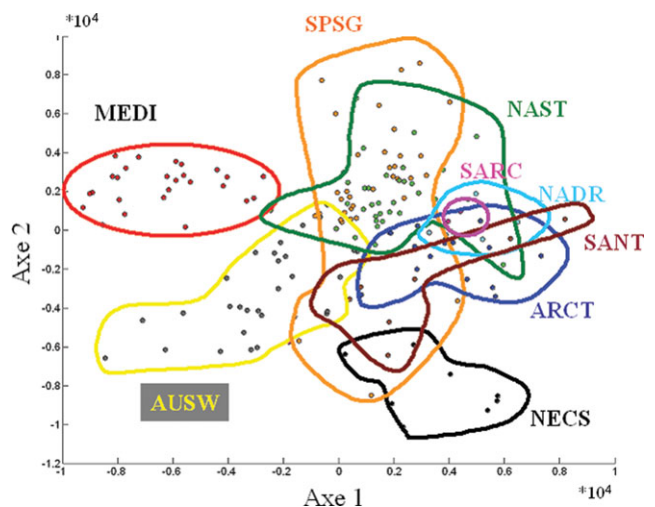 *10⁴
SPSG
1
0.8
MEDI
NAST
0.6
0.4
SARC
NADR
0.2
SANT
0
Axe 2
-0.2
ARCT
-0.4
-0.6
AUSW
-0.8
NECS
-1
-1.2
-1 -0.8 -0.6 -0.4 -0.2 0 0.2 0.4 0.6 0.8 1
Axe 1
*10⁴